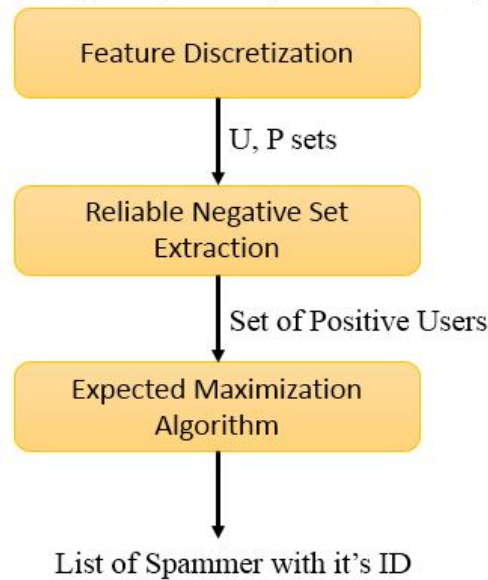 Feature Discretization
U, P sets
Reliable Negative Set
Extraction
Set of Positive Users
Expected Maximization
Algorithm
List of Spammer with it's ID